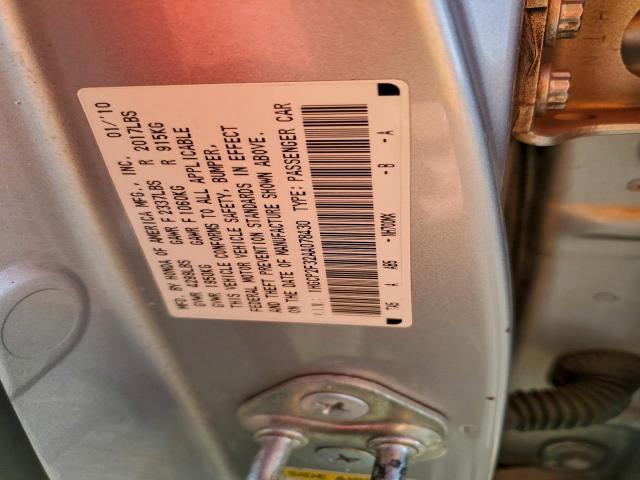 MFG. BY HONDA OF AMERICA MFG., INC. 01/'10
GVWR 4299LBS GAWR F 2337LBS R 2017LBS
GVWR 1950KG GAWR F 1060KG R 915KG
THIS VEHICLE CONFORMS TO ALL APPLICABLE
FEDERAL MOTOR VEHICLE SAFETY, BUMPER,
AND THEFT PREVENTION STANDARDS IN EFFECT
ON THE DATE OF MANUFACTURE SHOWN ABOVE.
V.I.N.: 1HGCP2F32AA078430 TYPE: PASSENGER CAR
A - B - A